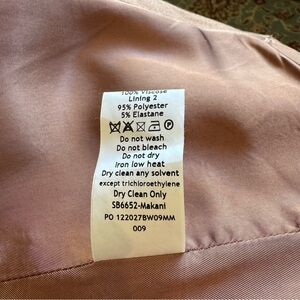 100% Viscose
Lining 2
95% Polyester
5% Elastane
Do not wash
Do not bleach
Do not dry
Iron low heat
Dry clean any solvent
except trichloroethylene
Dry Clean Only
SB6652-Makani
PO 122027BW09MM
009